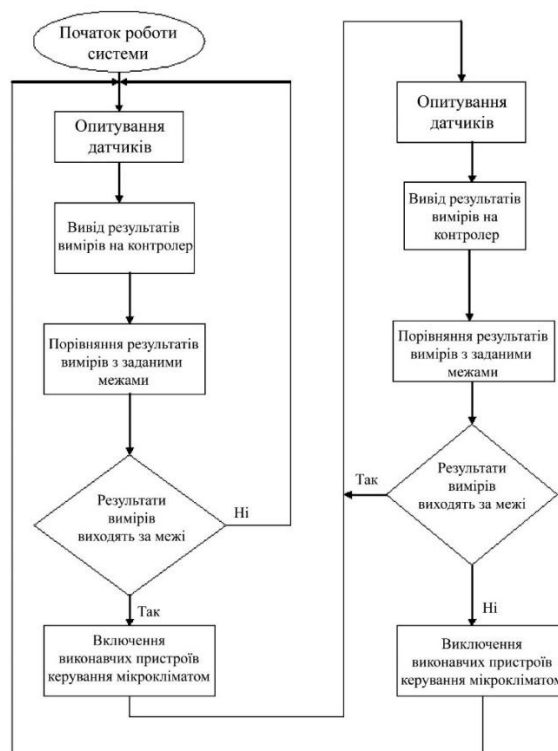 Початок роботи
системи
Опитування
датчиків
Вивід результатів
вимірів на
контролер
Порівняння результатів
вимірів з заданими
межами
Результати
вимірів
виходять за межі
Ні
Так
Включення
виконавчих пристроїв
керування мікрокліматом
Опитування
датчиків
Вивід результатів
вимірів на
контролер
Порівняння результатів
вимірів з заданими
межами
Результати
вимірів
виходять за межі
Так
Ні
Виключення
виконавчих пристроїв
керування мікрокліматом